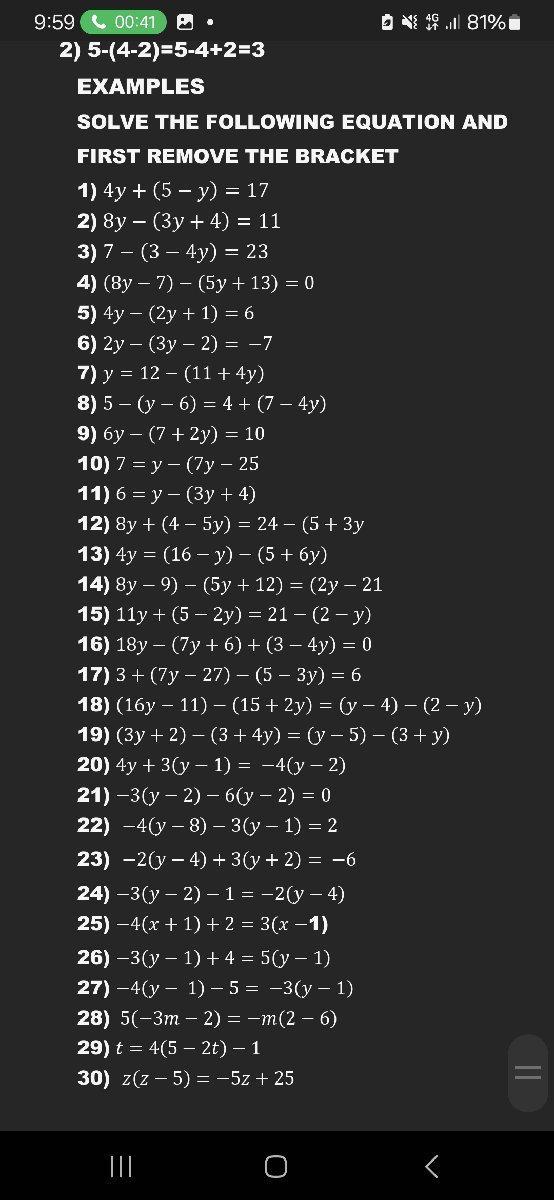 9:59 00:41 4G 81%
2) 5-(4-2)=5-4+2=3
EXAMPLES
SOLVE THE FOLLOWING EQUATION AND
FIRST REMOVE THE BRACKET
1) 4y + (5 − y) = 17
2) 8y − (3y + 4) = 11
3) 7 − (3 − 4y) = 23
4) (8y − 7) − (5y + 13) = 0
5) 4y − (2y + 1) = 6
6) 2y − (3y − 2) = −7
7) y = 12 − (11 + 4y)
8) 5 − (y − 6) = 4 + (7 − 4y)
9) 6y − (7 + 2y) = 10
10) 7 = y − (7y − 25
11) 6 = y − (3y + 4)
12) 8y + (4 − 5y) = 24 − (5 + 3y
13) 4y = (16 − y) − (5 + 6y)
14) 8y − 9) − (5y + 12) = (2y − 21
15) 11y + (5 − 2y) = 21 − (2 − y)
16) 18y − (7y + 6) + (3 − 4y) = 0
17) 3 + (7y − 27) − (5 − 3y) = 6
18) (16y − 11) − (15 + 2y) = (y − 4) − (2 − y)
19) (3y + 2) − (3 + 4y) = (y − 5) − (3 + y)
20) 4y + 3(y − 1) = −4(y − 2)
21) −3(y − 2) − 6(y − 2) = 0
22) −4(y − 8) − 3(y − 1) = 2
23) −2(y − 4) + 3(y + 2) = −6
24) −3(y − 2) − 1 = −2(y − 4)
25) −4(x + 1) + 2 = 3(x −1)
26) −3(y − 1) + 4 = 5(y − 1)
27) −4(y − 1) − 5 = −3(y − 1)
28) 5(−3m − 2) = −m(2 − 6)
29) t = 4(5 − 2t) − 1
30) z(z − 5) = −5z + 25